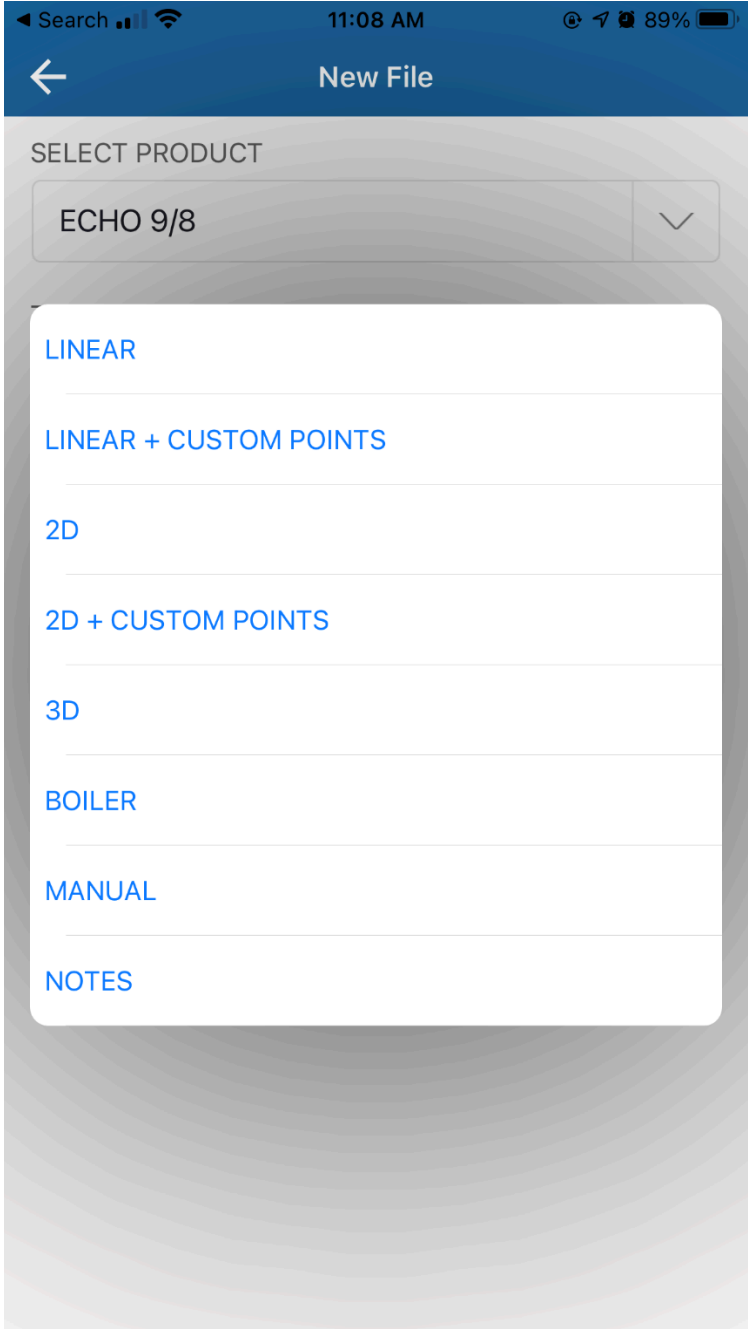 Search
11:08 AM
89%
New File
SELECT PRODUCT
ECHO 9/8
LINEAR
LINEAR + CUSTOM POINTS
2D
2D + CUSTOM POINTS
3D
BOILER
MANUAL
NOTES